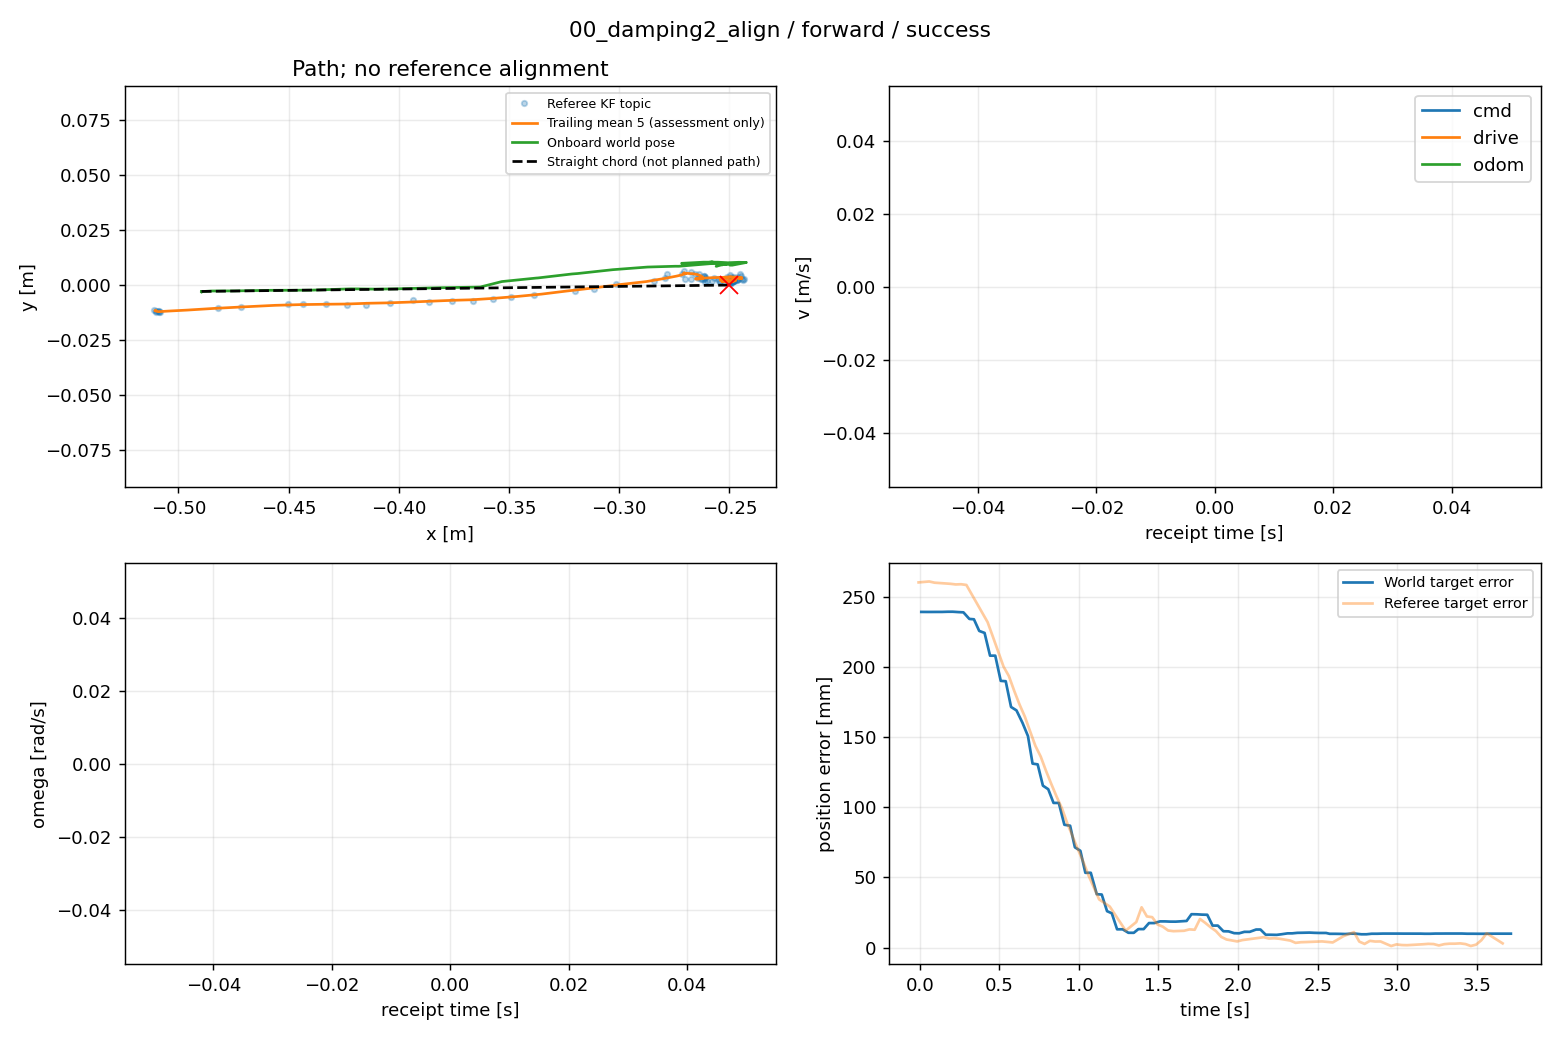 00_damping2_align / forward / success
Path; no reference alignment
Referee KF topic
Trailing mean 5 (assessment only)
Onboard world pose
Straight chord (not planned path)
0.075
0.050
0.025
0.000
−0.025
−0.050
−0.075
y [m]
−0.50
−0.45
−0.40
−0.35
−0.30
−0.25
x [m]
cmd
drive
odom
0.04
0.02
0.00
−0.02
−0.04
v [m/s]
−0.04
−0.02
0.00
0.02
0.04
receipt time [s]
0.04
0.02
0.00
−0.02
−0.04
omega [rad/s]
−0.04
−0.02
0.00
0.02
0.04
receipt time [s]
World target error
Referee target error
250
200
150
100
50
0
position error [mm]
0.0
0.5
1.0
1.5
2.0
2.5
3.0
3.5
time [s]